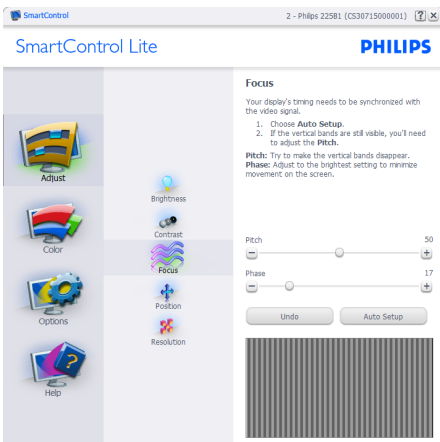 SmartControl
2 - Philips 225B1 (CS30715000001)
SmartControl Lite
PHILIPS
Adjust
Color
Options
Help
Brightness
Contrast
Focus
Position
Resolution
Focus
Your display's timing needs to be synchronized with
the video signal.
1. Choose Auto Setup.
2. If the vertical bands are still visible, you'll need
to adjust the Pitch.
Pitch: Try to make the vertical bands disappear.
Phase: Adjust to the brightest setting to minimize
movement on the screen.
Pitch 50
Phase 17
Undo
Auto Setup